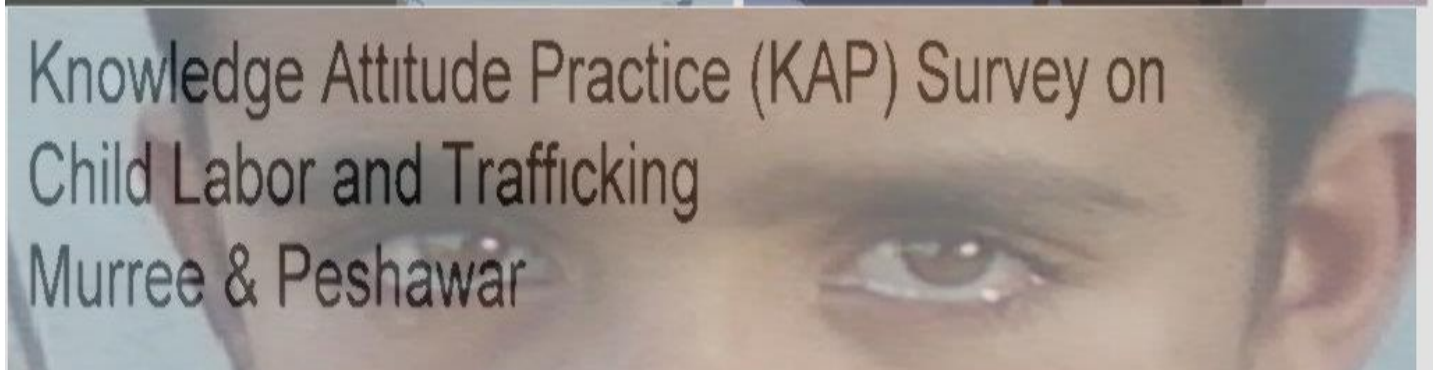 Knowledge Attitude Practice (KAP) Survey on
Child Labor and Trafficking
Murree & Peshawar